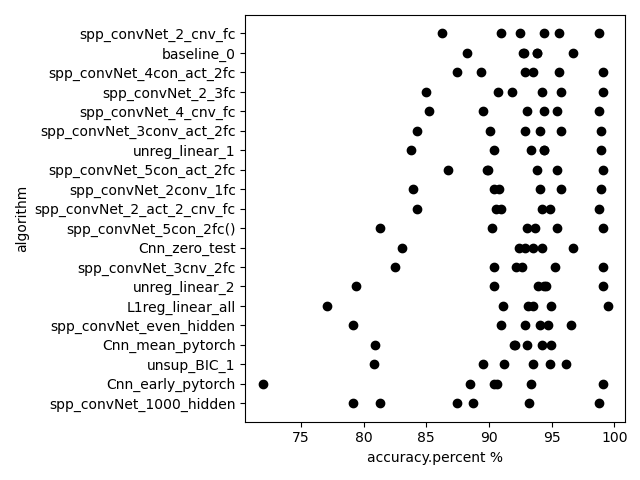 spp_convNet_2_cnv_fc
baseline_0
spp_convNet_4con_act_2fc
spp_convNet_2_3fc
spp_convNet_4_cnv_fc
spp_convNet_3conv_act_2fc
unreg_linear_1
spp_convNet_5con_act_2fc
spp_convNet_2conv_1fc
spp_convNet_2_act_2_cnv_fc
spp_convNet_5con_2fc()
Cnn_zero_test
spp_convNet_3cnv_2fc
unreg_linear_2
L1reg_linear_all
spp_convNet_even_hidden
Cnn_mean_pytorch
unsup_BIC_1
Cnn_early_pytorch
spp_convNet_1000_hidden
algorithm
75 80 85 90 95 100
accuracy.percent %